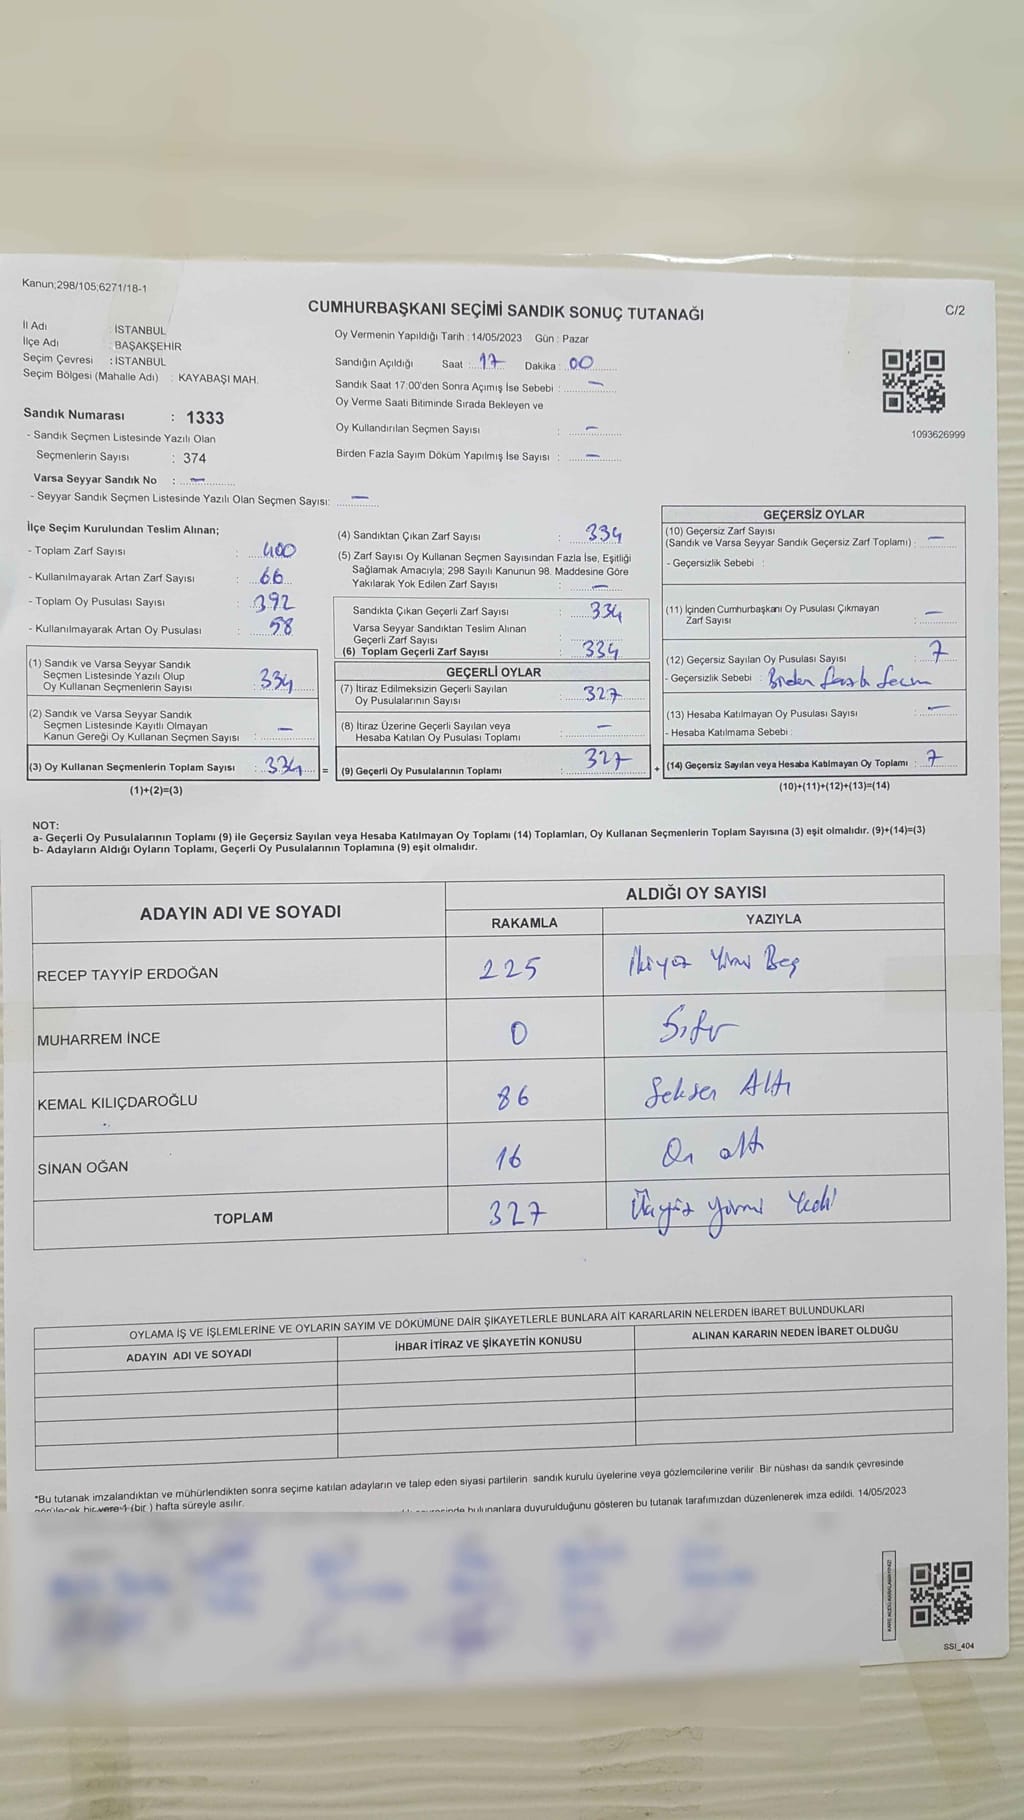 Kanun;298/105;6271/18-1
CUMHURBAŞKANI SEÇİMİ SANDIK SONUÇ TUTANAĞI
C/2
İl Adı : İSTANBUL
İlçe Adı : BAŞAKŞEHİR
Seçim Çevresi : İSTANBUL
Seçim Bölgesi (Mahalle Adı) : KAYABAŞI MAH.
Sandık Numarası : 1333
- Sandık Seçmen Listesinde Yazılı Olan
Seçmenlerin Sayısı : 374
Varsa Seyyar Sandık No : —
- Seyyar Sandık Seçmen Listesinde Yazılı Olan Seçmen Sayısı: —
Oy Vermenin Yapıldığı Tarih : 14/05/2023 Gün : Pazar
Sandığın Açıldığı Saat : 17 Dakika : 00
Sandık Saat 17:00'den Sonra Açımış İse Sebebi : —
Oy Verme Saati Bitiminde Sırada Bekleyen ve
Oy Kullandırılan Seçmen Sayısı : —
Birden Fazla Sayım Döküm Yapılmış İse Sayısı : —
1093626999
İlçe Seçim Kurulundan Teslim Alınan;
- Toplam Zarf Sayısı : 400
- Kullanılmayarak Artan Zarf Sayısı : 66
- Toplam Oy Pusulası Sayısı : 392
- Kullanılmayarak Artan Oy Pusulası : 58
(1) Sandık ve Varsa Seyyar Sandık
Seçmen Listesinde Yazılı Olup
Oy Kullanan Seçmenlerin Sayısı : 334
(2) Sandık ve Varsa Seyyar Sandık
Seçmen Listesinde Kayıtlı Olmayan
Kanun Gereği Oy Kullanan Seçmen Sayısı : —
(3) Oy Kullanan Seçmenlerin Toplam Sayısı : 334 =
(1)+(2)=(3)
(4) Sandıktan Çıkan Zarf Sayısı : 334
(5) Zarf Sayısı Oy Kullanan Seçmen Sayısından Fazla İse, Eşitliği
Sağlamak Amacıyla; 298 Sayılı Kanunun 98. Maddesine Göre
Yakılarak Yok Edilen Zarf Sayısı : —
Sandıkta Çıkan Geçerli Zarf Sayısı : 334
Varsa Seyyar Sandıktan Teslim Alınan
Geçerli Zarf Sayısı :
(6) Toplam Geçerli Zarf Sayısı : 334
GEÇERLİ OYLAR
(7) İtiraz Edilmeksizin Geçerli Sayılan
Oy Pusulalarının Sayısı : 327
(8) İtiraz Üzerine Geçerli Sayılan veya
Hesaba Katılan Oy Pusulası Toplamı : —
(9) Geçerli Oy Pusulalarının Toplamı : 327 +
GEÇERSİZ OYLAR
(10) Geçersiz Zarf Sayısı
(Sandık ve Varsa Seyyar Sandık Geçersiz Zarf Toplamı) : —
- Geçersizlik Sebebi :
(11) İçinden Cumhurbaşkanı Oy Pusulası Çıkmayan
Zarf Sayısı : —
(12) Geçersiz Sayılan Oy Pusulası Sayısı : 7
- Geçersizlik Sebebi : Birden fazla Secim
(13) Hesaba Katılmayan Oy Pusulası Sayısı : —
- Hesaba Katılmama Sebebi :
(14) Geçersiz Sayılan veya Hesaba Katılmayan Oy Toplamı : 7
(10)+(11)+(12)+(13)=(14)
NOT:
a- Geçerli Oy Pusulalarının Toplamı (9) ile Geçersiz Sayılan veya Hesaba Katılmayan Oy Toplamı (14) Toplamları, Oy Kullanan Seçmenlerin Toplam Sayısına (3) eşit olmalıdır. (9)+(14)=(3)
b- Adayların Aldığı Oyların Toplamı, Geçerli Oy Pusulalarının Toplamına (9) eşit olmalıdır.
ADAYIN ADI VE SOYADI
ALDIĞI OY SAYISI
RAKAMLA YAZIYLA
RECEP TAYYİP ERDOĞAN 225 İkiyüz Yirmi Beş
MUHARREM İNCE 0 Sıfır
KEMAL KILIÇDAROĞLU 86 Seksen Altı
SİNAN OĞAN 16 On altı
TOPLAM 327 Üçyüz yirmi Yedi
OYLAMA İŞ VE İŞLEMLERİNE VE OYLARIN SAYIM VE DÖKÜMÜNE DAİR ŞİKAYETLERLE BUNLARA AİT KARARLARIN NELERDEN İBARET BULUNDUKLARI
ADAYIN ADI VE SOYADI İHBAR İTİRAZ VE ŞİKAYETİN KONUSU ALINAN KARARIN NEDEN İBARET OLDUĞU
*Bu tutanak imzalandıktan ve mühürlendikten sonra seçime katılan adayların ve talep eden siyasi partilerin sandık kurulu üyelerine veya gözlemcilerine verilir. Bir nüshası da sandık çevresinde
görülecek bir yere 1 (bir ) hafta süreyle asılır.
bulunanlara duyurulduğunu gösteren bu tutanak tarafımızdan düzenlenerek imza edildi. 14/05/2023
SSI_404